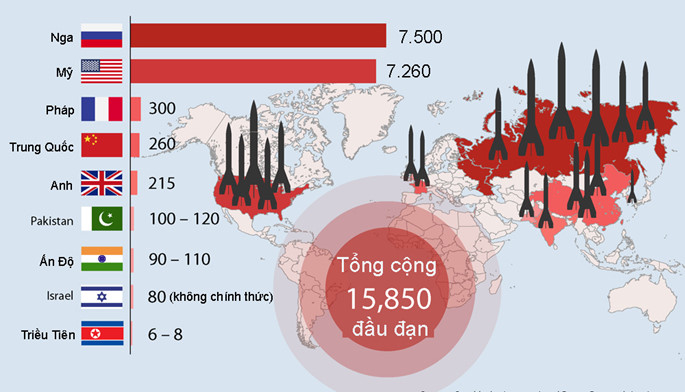 Nga 7.500
Mỹ 7.260
Pháp 300
Trung Quốc 260
Anh 215
Pakistan 100 – 120
Ấn Độ 90 – 110
Israel 80 (không chính thức)
Triều Tiên 6 – 8
Tổng cộng
15,850
đầu đạn